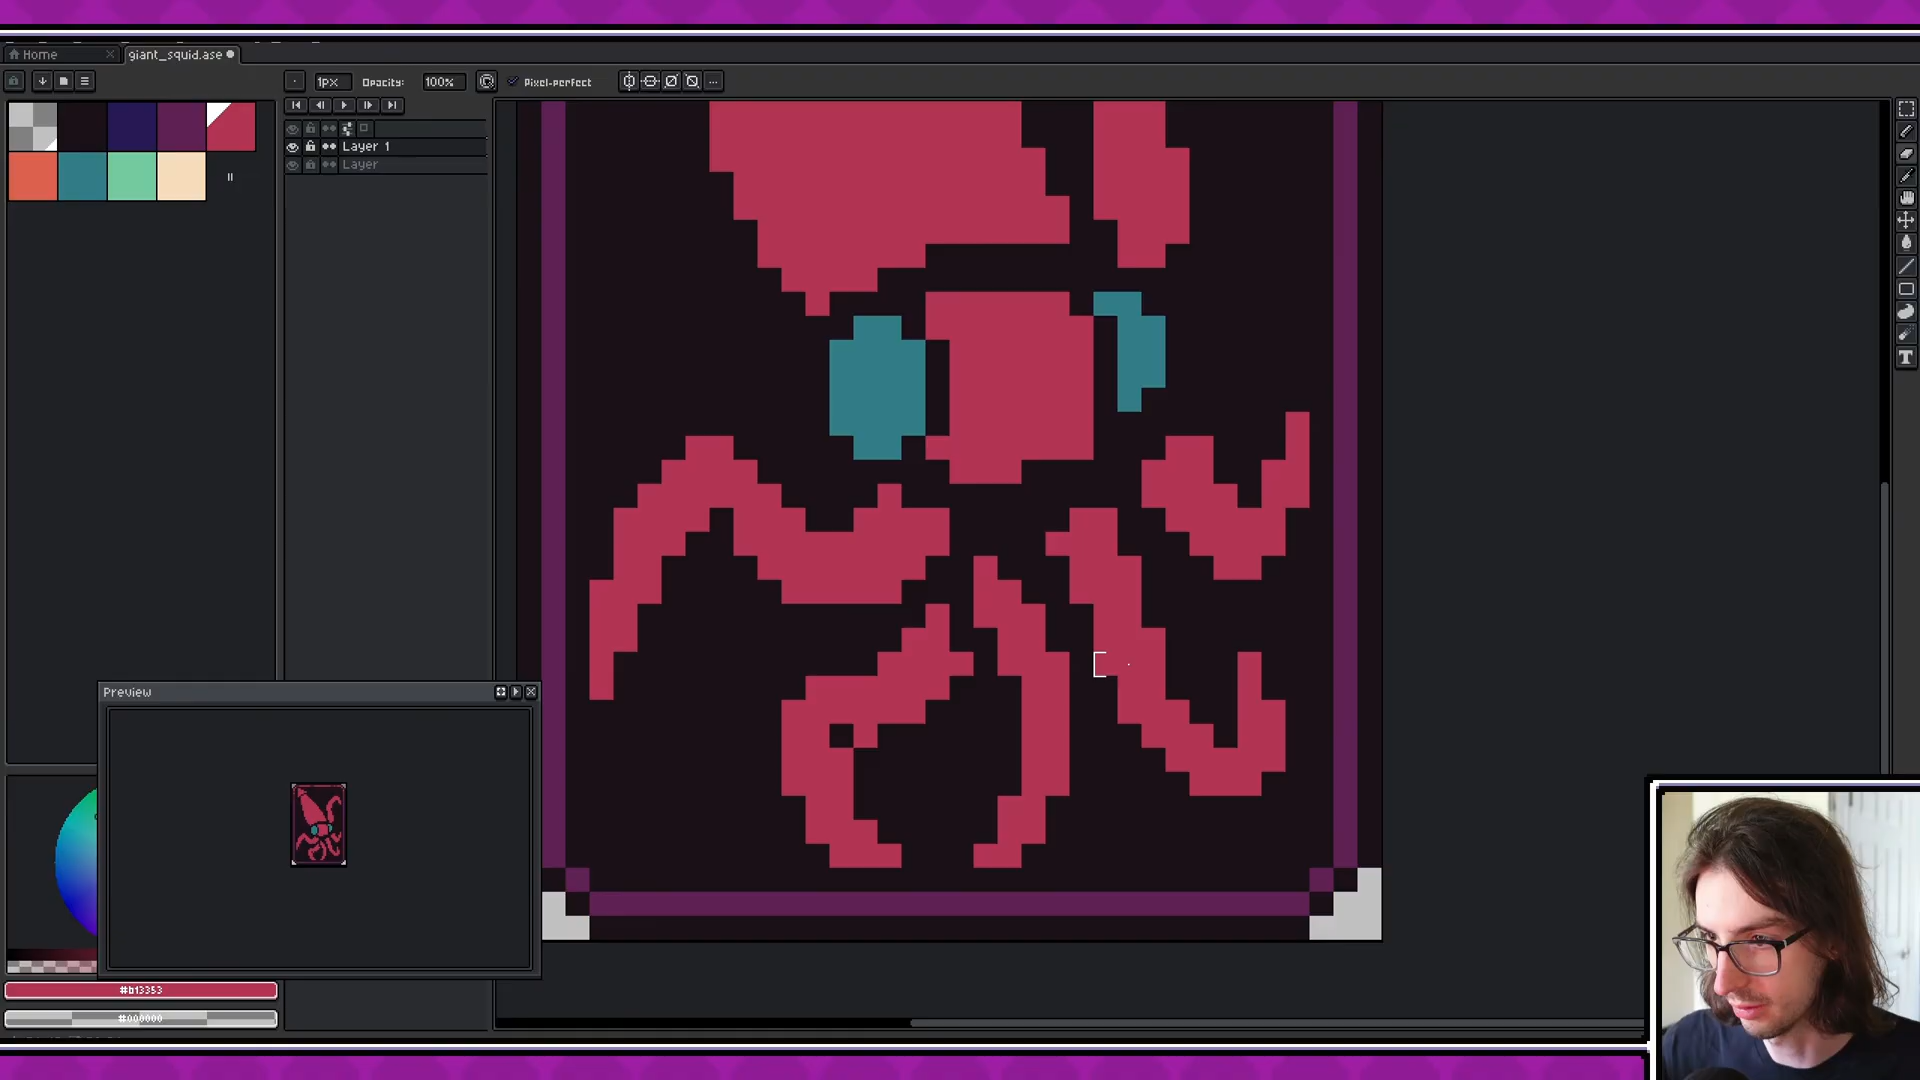 Home
giant_squid.ase
1px Opacity: 100% Pixel-perfect
Layer 1
Layer
Preview
#b13353
#000000